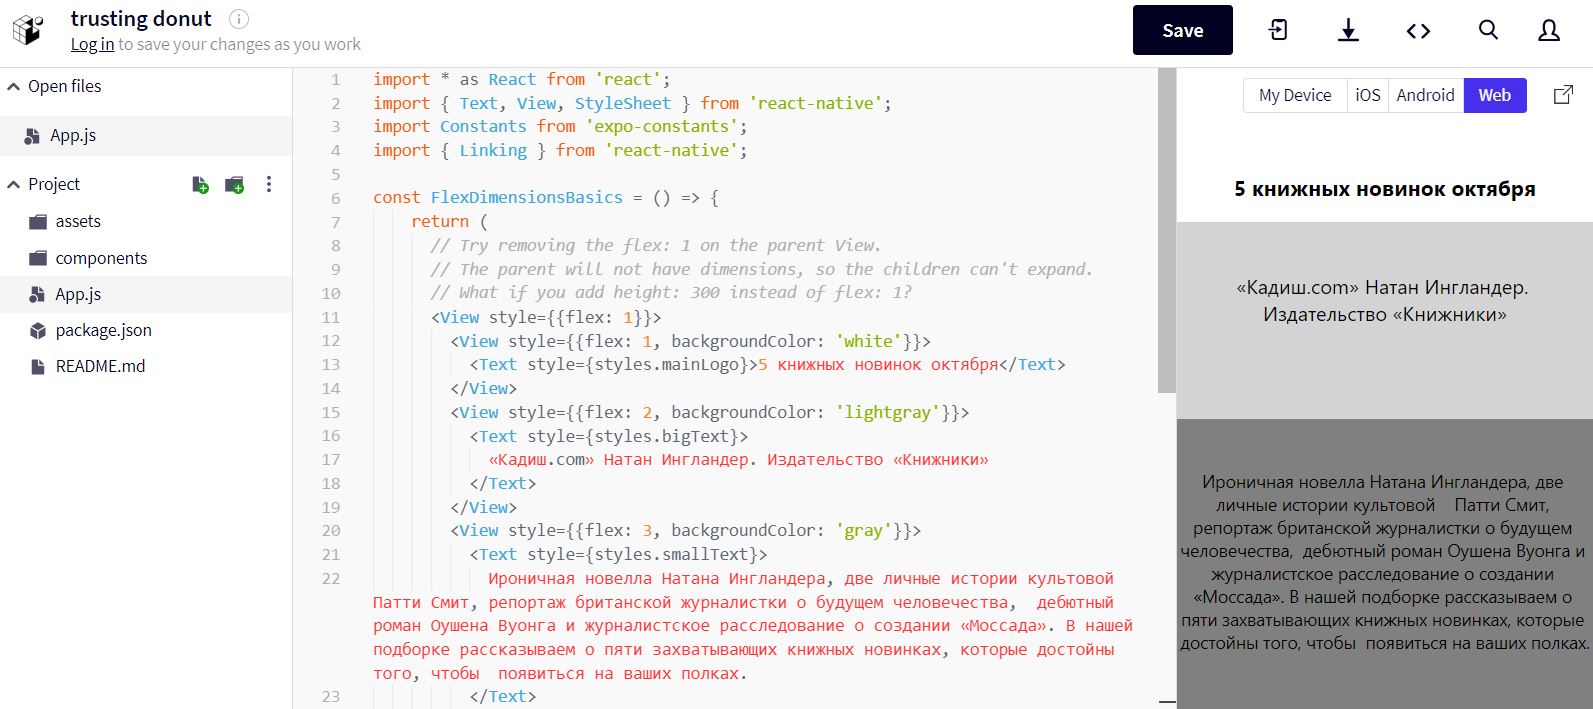 trusting donut
Log in to save your changes as you work
Save
Open files
App.js
Project
assets
components
App.js
package.json
README.md
1 import * as React from 'react';
2 import { Text, View, StyleSheet } from 'react-native';
3 import Constants from 'expo-constants';
4 import { Linking } from 'react-native';
5
6 const FlexDimensionsBasics = () => {
7 return (
8 // Try removing the flex: 1 on the parent View.
9 // The parent will not have dimensions, so the children can't expand.
10 // What if you add height: 300 instead of flex: 1?
11 <View style={{flex: 1}}>
12 <View style={{flex: 1, backgroundColor: 'white'}}>
13 <Text style={styles.mainLogo}>5 книжных новинок октября</Text>
14 </View>
15 <View style={{flex: 2, backgroundColor: 'lightgray'}}>
16 <Text style={styles.bigText}>
17 «Кадиш.com» Натан Ингландер. Издательство «Книжники»
18 </Text>
19 </View>
20 <View style={{flex: 3, backgroundColor: 'gray'}}>
21 <Text style={styles.smallText}>
22 Ироничная новелла Натана Ингландера, две личные истории культовой
Патти Смит, репортаж британской журналистки о будущем человечества,  дебютный
роман Оушена Вуонга и журналистское расследование о создании «Моссада». В нашей
подборке рассказываем о пяти захватывающих книжных новинках, которые достойны
того, чтобы  появиться на ваших полках.
23 </Text>
My Device iOS Android Web
5 книжных новинок октября
«Кадиш.com» Натан Ингландер.
Издательство «Книжники»
Ироничная новелла Натана Ингландера, две
личные истории культовой    Патти Смит,
репортаж британской журналистки о будущем
человечества,  дебютный роман Оушена Вуонга и
журналистское расследование о создании
«Моссада». В нашей подборке рассказываем о
пяти захватывающих книжных новинках, которые
достойны того, чтобы  появиться на ваших полках.